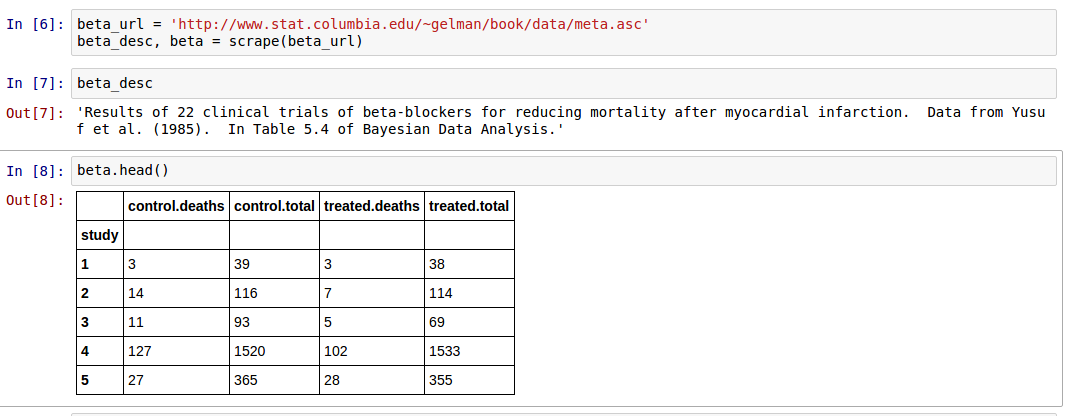 In [6]: beta_url = 'http://www.stat.columbia.edu/~gelman/book/data/meta.asc'
beta_desc, beta = scrape(beta_url)
In [7]: beta_desc
Out[7]: 'Results of 22 clinical trials of beta-blockers for reducing mortality after myocardial infarction.  Data from Yusu
f et al. (1985).  In Table 5.4 of Bayesian Data Analysis.'
In [8]: beta.head()
Out[8]:
control.deaths control.total treated.deaths treated.total
study
1 3 39 3 38
2 14 116 7 114
3 11 93 5 69
4 127 1520 102 1533
5 27 365 28 355